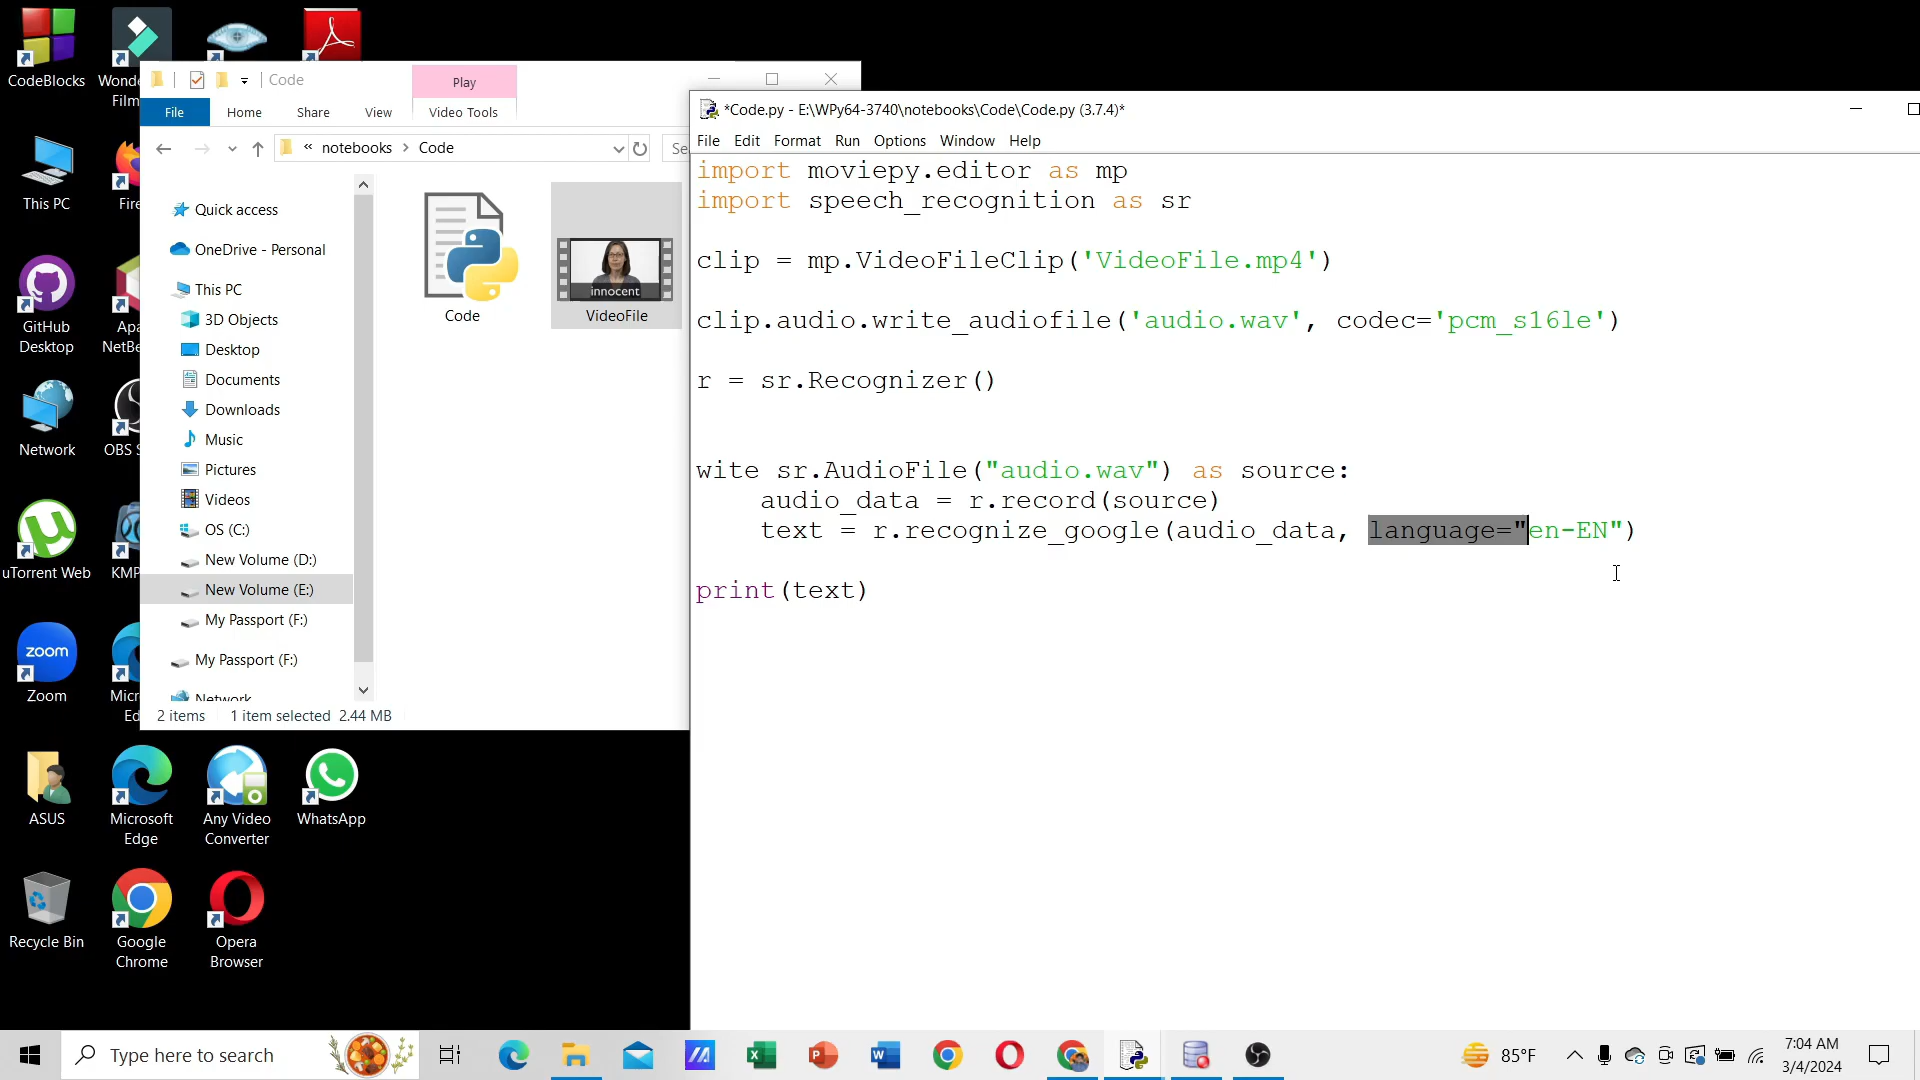 CodeBlocks
Wond
Film
Code
Play
File
Home
Share
View
Video Tools
notebooks
Code
Se
Quick access
OneDrive - Personal
This PC
3D Objects
Desktop
Documents
Downloads
Music
Pictures
Videos
OS (C:)
New Volume (D:)
New Volume (E:)
My Passport (F:)
My Passport (F:)
Network
Code
innocent
VideoFile
2 items
1 item selected
2.44 MB
*Code.py - E:\WPy64-3740\notebooks\Code\Code.py (3.7.4)*
File
Edit
Format
Run
Options
Window
Help
import moviepy.editor as mp
import speech_recognition as sr
clip = mp.VideoFileClip('VideoFile.mp4')
clip.audio.write_audiofile('audio.wav', codec='pcm_s16le')
r = sr.Recognizer()
wite sr.AudioFile("audio.wav") as source:
audio_data = r.record(source)
text = r.recognize_google(audio_data, language="en-EN")
print(text)
This PC
Fire
GitHub
Desktop
Apa
NetBe
Network
OBS S
uTorrent Web
KMP
zoom
Zoom
Micr
Ed
ASUS
Microsoft
Edge
Any Video
Converter
WhatsApp
Recycle Bin
Google
Chrome
Opera
Browser
Type here to search
85°F
7:04 AM
3/4/2024